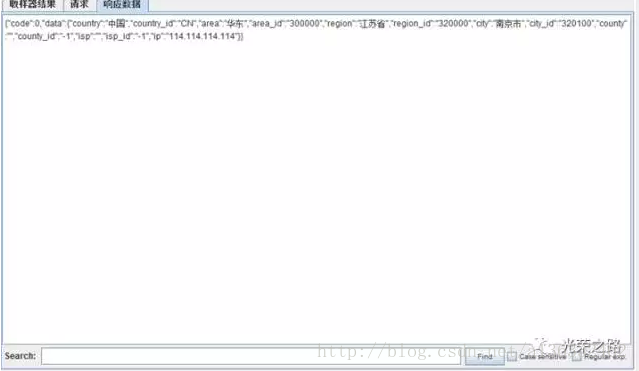 取样器结果 请求 响应数据
{"code":0,"data":{"country":"中国","country_id":"CN","area":"华东","area_id":"300000","region":"江苏省","region_id":"320000","city":"南京市","city_id":"320100","county
":"","county_id":"-1","isp":"","isp_id":"-1","ip":"114.114.114.114"}}
Search: Find Case sensitive Regular exp.
http://blog.csdn.net/
光荣之路